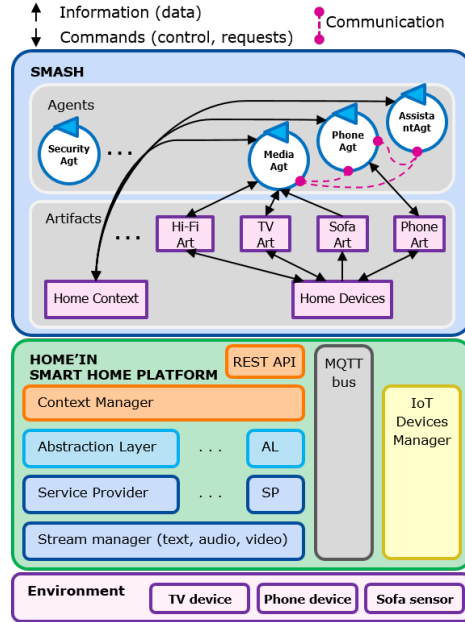 Information (data)
Commands (control, requests)
Communication
SMASH
Agents
Security
Agt
...
Media
Agt
Phone
Agt
Assista
ntAgt
Artifacts
...
Hi-Fi
Art
TV
Art
Sofa
Art
Phone
Art
Home Context
Home Devices
HOME'IN
SMART HOME PLATFORM
REST API
MQTT
bus
Context Manager
IoT
Devices
Manager
Abstraction Layer
. . .
AL
Service Provider
. . .
SP
Stream manager (text, audio, video)
Environment
TV device
Phone device
Sofa sensor